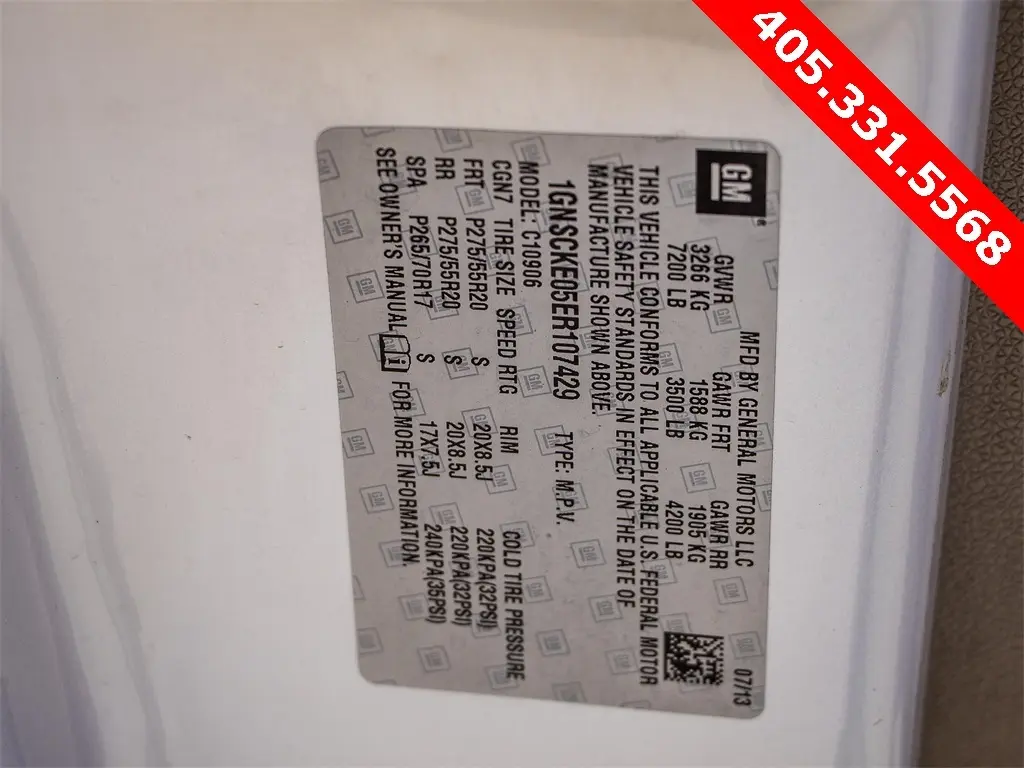 405.331.5568
GM
MFD BY GENERAL MOTORS LLC 07/13
GVWR GAWR FRT GAWR RR
3266 KG 1588 KG 1905 KG
7200 LB 3500 LB 4200 LB
THIS VEHICLE CONFORMS TO ALL APPLICABLE U.S. FEDERAL MOTOR
VEHICLE SAFETY STANDARDS IN EFFECT ON THE DATE OF
MANUFACTURE SHOWN ABOVE.
1GNSCKE05ER107429 TYPE: M.P.V.
MODEL: C10906
CGN7 TIRE SIZE SPEED RTG RIM COLD TIRE PRESSURE
FRT P275/55R20 S 20X8.5J 220KPA(32PSI)
RR P275/55R20 S 20X8.5J 220KPA(32PSI)
SPA P265/70R17 S 17X7.5J 240KPA(35PSI)
SEE OWNER'S MANUAL FOR MORE INFORMATION.